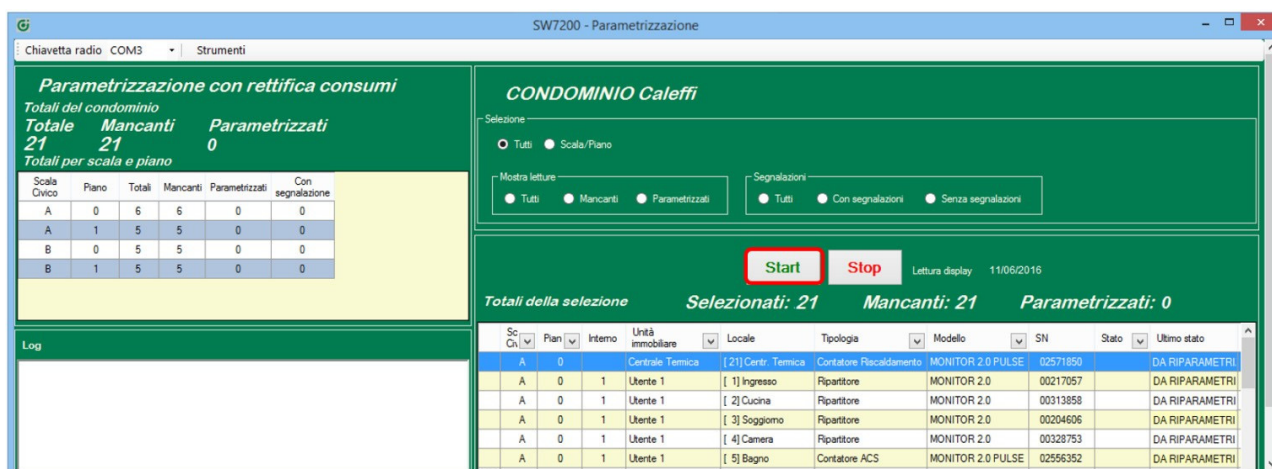 SW7200 - Parametrizzazione
Chiavetta radio COM3 Strumenti
Parametrizzazione con rettifica consumi
Totali del condominio
Totale Mancanti Parametrizzati
21 21 0
Totali per scala e piano
Scala Civico Piano Totali Mancanti Parametrizzati Con segnalazione
A 0 6 6 0 0
A 1 5 5 0 0
B 0 5 5 0 0
B 1 5 5 0 0
Log
CONDOMINIO Caleffi
Selezione
Tutti Scala/Piano
Mostra letture
Tutti Mancanti Parametrizzati
Segnalazioni
Tutti Con segnalazioni Senza segnalazioni
Start Stop Lettura display 11/06/2016
Totali della selezione Selezionati: 21 Mancanti: 21 Parametrizzati: 0
Sc Civ Pian Interno Unità immobiliare Locale Tipologia Modello SN Stato Ultimo stato
A 0 Centrale Termica [ 21] Centr. Termica Contatore Riscaldamento MONITOR 2.0 PULSE 02571850 DA RIPARAMETRI
A 0 1 Utente 1 [ 1] Ingresso Ripartitore MONITOR 2.0 00217057 DA RIPARAMETRI
A 0 1 Utente 1 [ 2] Cucina Ripartitore MONITOR 2.0 00313858 DA RIPARAMETRI
A 0 1 Utente 1 [ 3] Soggiorno Ripartitore MONITOR 2.0 00204606 DA RIPARAMETRI
A 0 1 Utente 1 [ 4] Camera Ripartitore MONITOR 2.0 00328753 DA RIPARAMETRI
A 0 1 Utente 1 [ 5] Bagno Contatore ACS MONITOR 2.0 PULSE 02556352 DA RIPARAMETRI